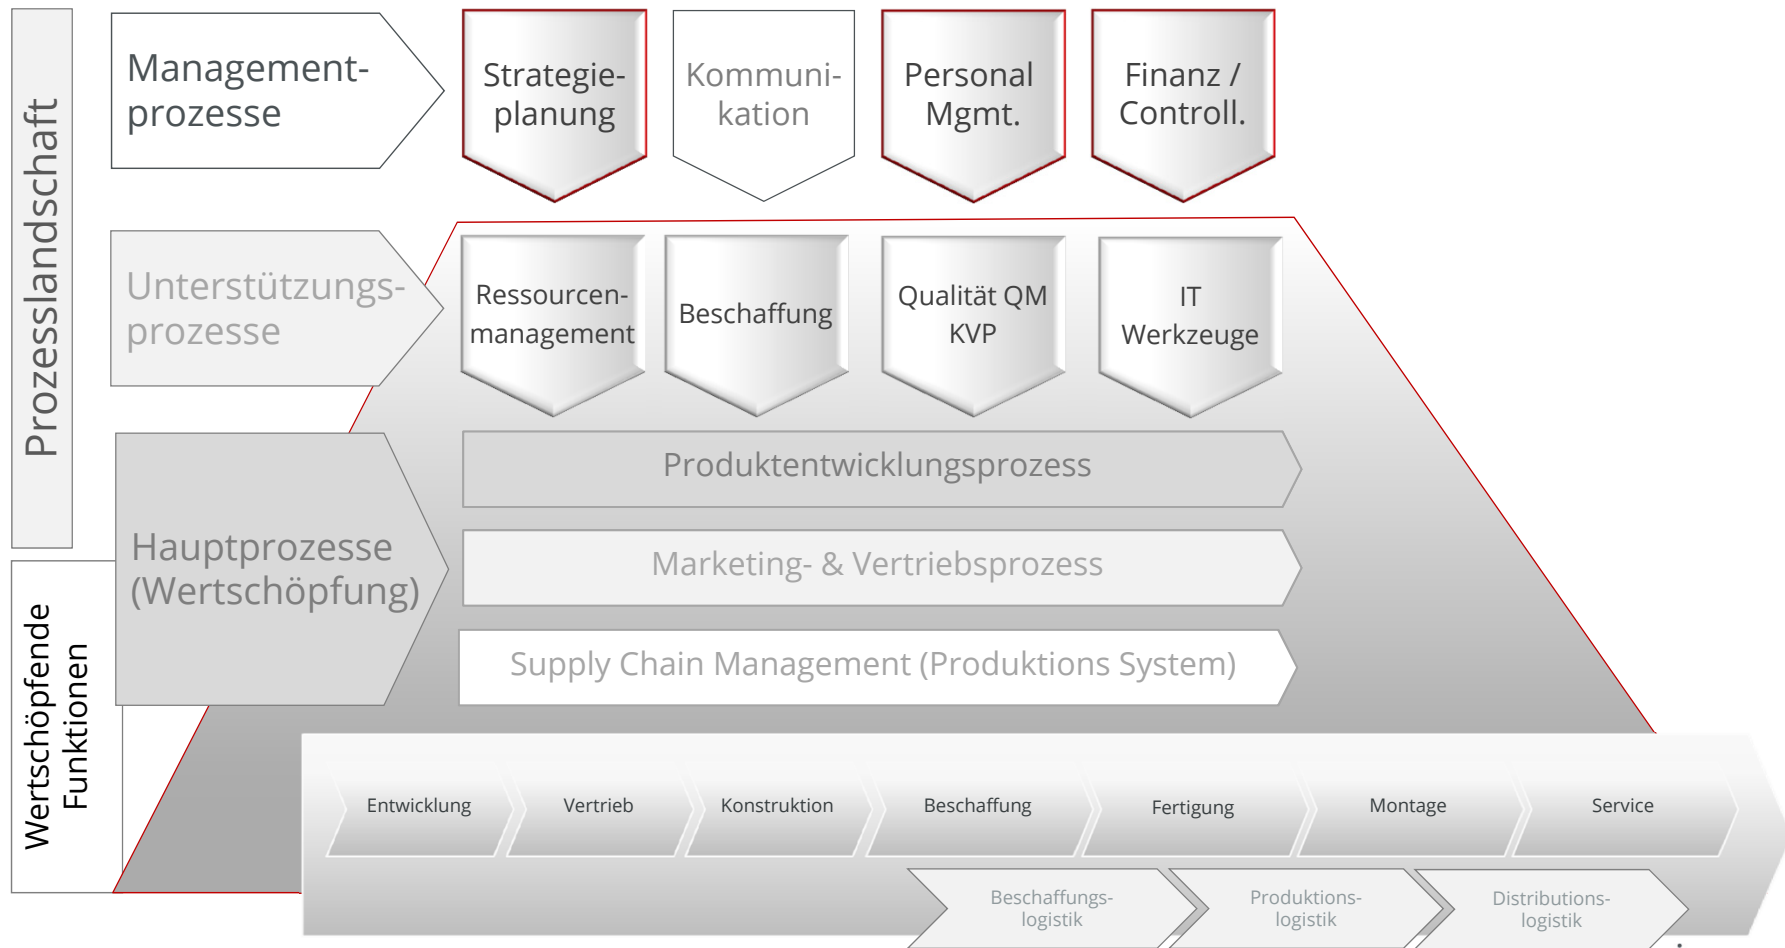 Prozesslandschaft
Management-
prozesse
Strategie-
planung
Kommuni-
kation
Personal
Mgmt.
Finanz /
Controll.
Unterstützungs-
prozesse
Ressourcen-
management
Beschaffung
Qualität QM
KVP
IT
Werkzeuge
Hauptprozesse
(Wertschöpfung)
Produktentwicklungsprozess
Marketing- & Vertriebsprozess
Supply Chain Management (Produktions System)
Wertschöpfende
Funktionen
Entwicklung
Vertrieb
Konstruktion
Beschaffung
Fertigung
Montage
Service
Beschaffungs-
logistik
Produktions-
logistik
Distributions-
logistik